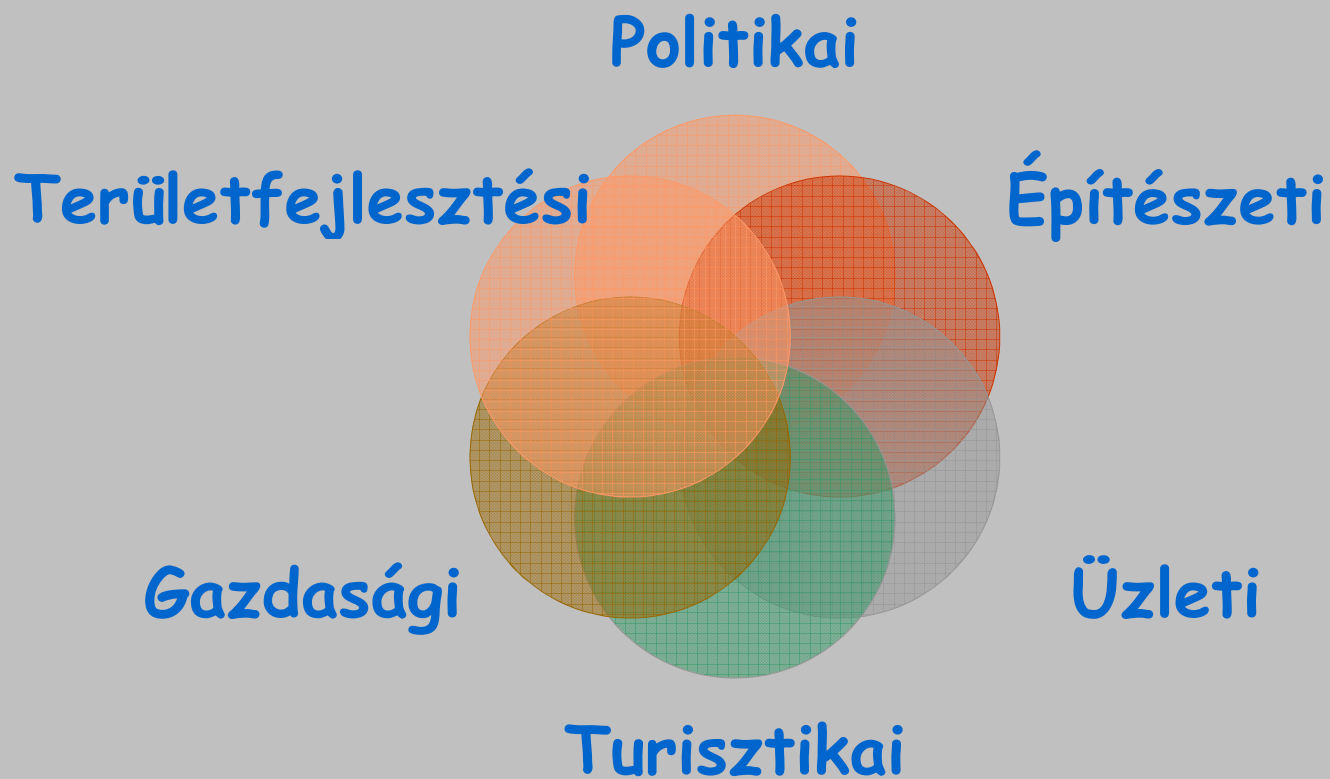 Politikai
Területfejlesztési
Építészeti
Gazdasági
Üzleti
Turisztikai